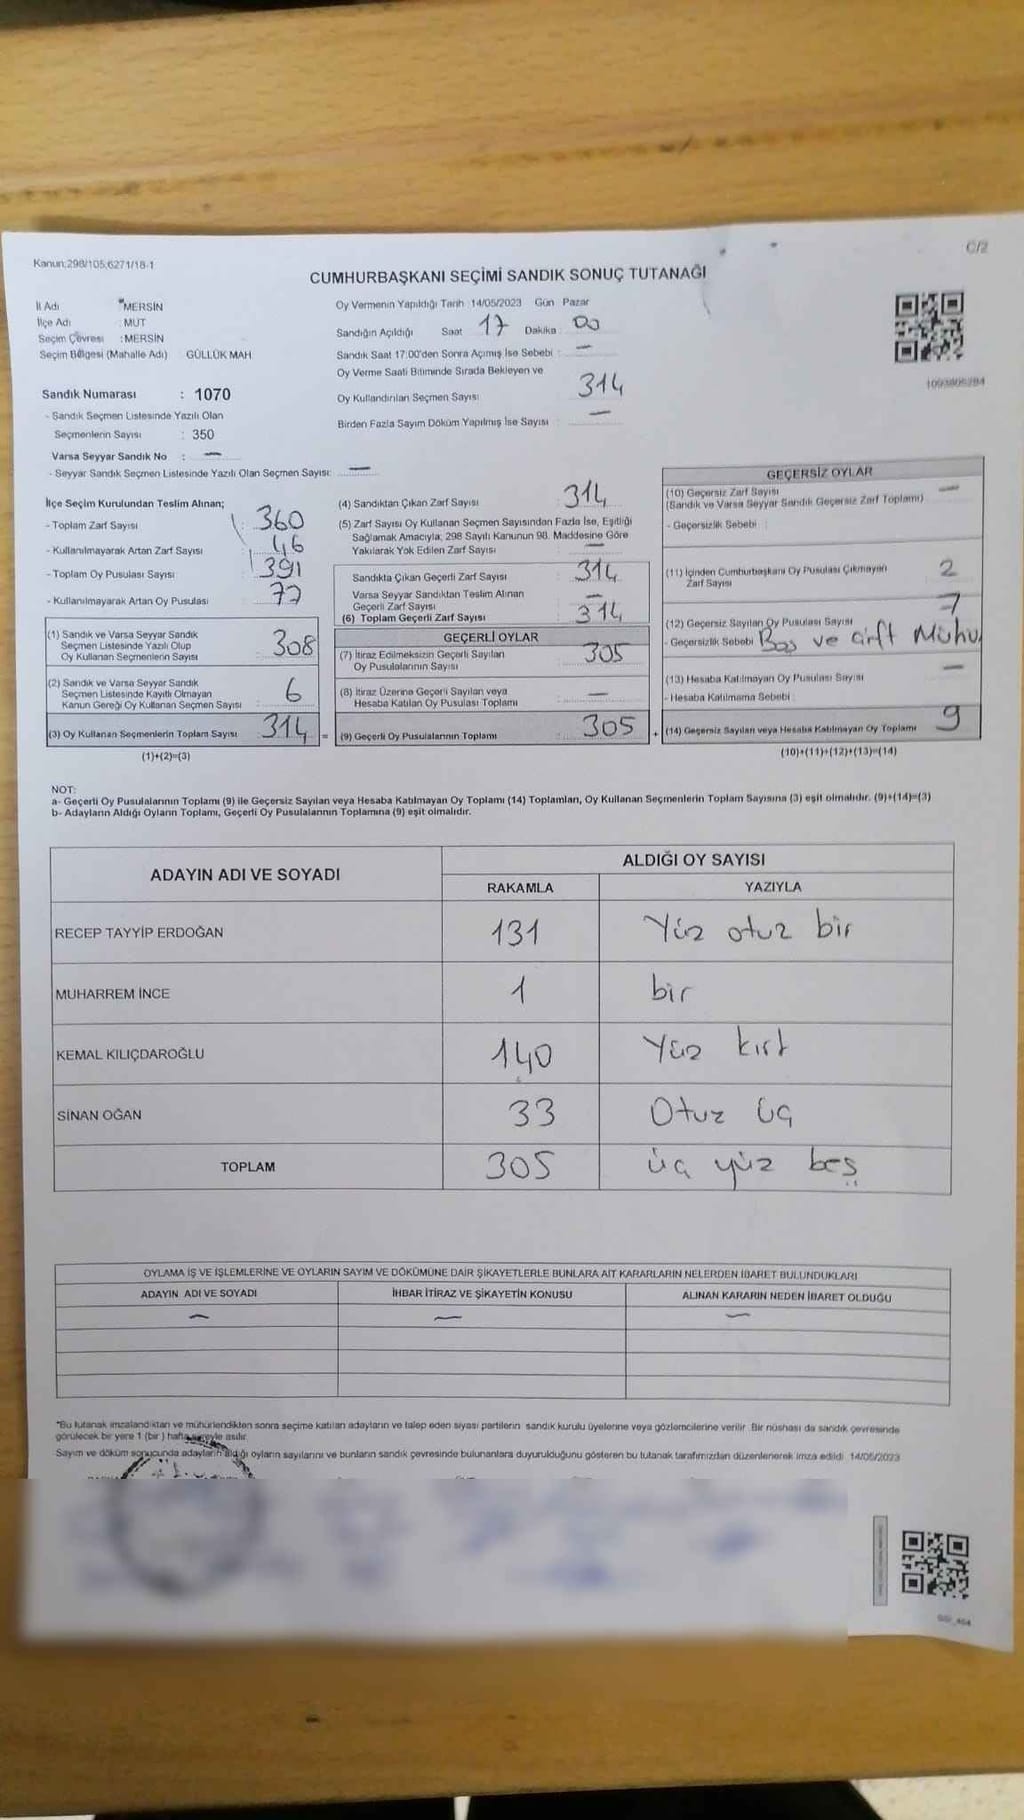 Kanun:298/105,6271/18-1
C/2
CUMHURBAŞKANI SEÇİMİ SANDIK SONUÇ TUTANAĞI
İl Adı : MERSİN
İlçe Adı : MUT
Seçim Çevresi : MERSİN
Seçim Bölgesi (Mahalle Adı) GÜLLÜK MAH
Oy Vermenin Yapıldığı Tarih 14/05/2023 Gün Pazar
Sandığın Açıldığı Saat 17 Dakika : 00
Sandık Saat 17:00'den Sonra Açımış İse Sebebi : —
Oy Verme Saati Bitiminde Sırada Bekleyen ve
Oy Kullandırılan Seçmen Sayısı 314
Birden Fazla Sayım Döküm Yapılmış İse Sayısı : —
Sandık Numarası : 1070
- Sandık Seçmen Listesinde Yazılı Olan
Seçmenlerin Sayısı : 350
Varsa Seyyar Sandık No : —
- Seyyar Sandık Seçmen Listesinde Yazılı Olan Seçmen Sayısı: —
İlçe Seçim Kurulundan Teslim Alınan;
- Toplam Zarf Sayısı : 360
- Kullanılmayarak Artan Zarf Sayısı : 46
- Toplam Oy Pusulası Sayısı : 391
- Kullanılmayarak Artan Oy Pusulası : 77
(1) Sandık ve Varsa Seyyar Sandık
Seçmen Listesinde Yazılı Olup
Oy Kullanan Seçmenlerin Sayısı 308
(2) Sandık ve Varsa Seyyar Sandık
Seçmen Listesinde Kayıtlı Olmayan
Kanun Gereği Oy Kullanan Seçmen Sayısı 6
(3) Oy Kullanan Seçmenlerin Toplam Sayısı 314 =
(1)+(2)=(3)
(4) Sandıktan Çıkan Zarf Sayısı : 314
(5) Zarf Sayısı Oy Kullanan Seçmen Sayısından Fazla İse, Eşitliği
Sağlamak Amacıyla, 298 Sayılı Kanunun 98. Maddesine Göre
Yakılarak Yok Edilen Zarf Sayısı —
Sandıkta Çıkan Geçerli Zarf Sayısı 314
Varsa Seyyar Sandıktan Teslim Alınan
Geçerli Zarf Sayısı —
(6) Toplam Geçerli Zarf Sayısı 314
GEÇERLİ OYLAR
(7) İtiraz Edilmeksizin Geçerli Sayılan
Oy Pusulalarının Sayısı 305
(8) İtiraz Üzerine Geçerli Sayılan veya
Hesaba Katılan Oy Pusulası Toplamı —
(9) Geçerli Oy Pusulalarının Toplamı 305 +
GEÇERSİZ OYLAR
(10) Geçersiz Zarf Sayısı —
(Sandık ve Varsa Seyyar Sandık Geçersiz Zarf Toplamı)
- Geçersizlik Sebebi :
(11) İçinden Cumhurbaşkanı Oy Pusulası Çıkmayan
Zarf Sayısı 2
(12) Geçersiz Sayılan Oy Pusulası Sayısı 7
- Geçersizlik Sebebi Boş ve Çift Mühü
(13) Hesaba Katılmayan Oy Pusulası Sayısı —
- Hesaba Katılmama Sebebi :
(14) Geçersiz Sayılan veya Hesaba Katılmayan Oy Toplamı 9
(10)+(11)+(12)+(13)=(14)
NOT:
a- Geçerli Oy Pusulalarının Toplamı (9) ile Geçersiz Sayılan veya Hesaba Katılmayan Oy Toplamı (14) Toplamları, Oy Kullanan Seçmenlerin Toplam Sayısına (3) eşit olmalıdır. (9)+(14)=(3)
b- Adayların Aldığı Oyların Toplamı, Geçerli Oy Pusulalarının Toplamına (9) eşit olmalıdır.
ADAYIN ADI VE SOYADI ALDIĞI OY SAYISI
RAKAMLA YAZIYLA
RECEP TAYYİP ERDOĞAN 131 Yüz otuz bir
MUHARREM İNCE 1 bir
KEMAL KILIÇDAROĞLU 140 Yüz kırk
SİNAN OĞAN 33 Otuz üç
TOPLAM 305 üç yüz beş
OYLAMA İŞ VE İŞLEMLERİNE VE OYLARIN SAYIM VE DÖKÜMÜNE DAİR ŞİKAYETLERLE BUNLARA AİT KARARLARIN NELERDEN İBARET BULUNDUKLARI
ADAYIN ADI VE SOYADI İHBAR İTİRAZ VE ŞİKAYETİN KONUSU ALINAN KARARIN NEDEN İBARET OLDUĞU
— — —
*Bu tutanak imzalandıktan ve mühürlendikten sonra seçime katılan adayların ve talep eden siyasi partilerin sandık kurulu üyelerine veya gözlemcilerine verilir. Bir nüshası da sandık çevresinde
görülecek bir yere 1 (bir ) hafta süreyle asılır.
Sayım ve döküm sonucunda adayların aldığı oyların sayılarını ve bunların sandık çevresinde bulunanlara duyurulduğunu gösteren bu tutanak tarafımızdan düzenlenerek imza edildi 14/05/2023